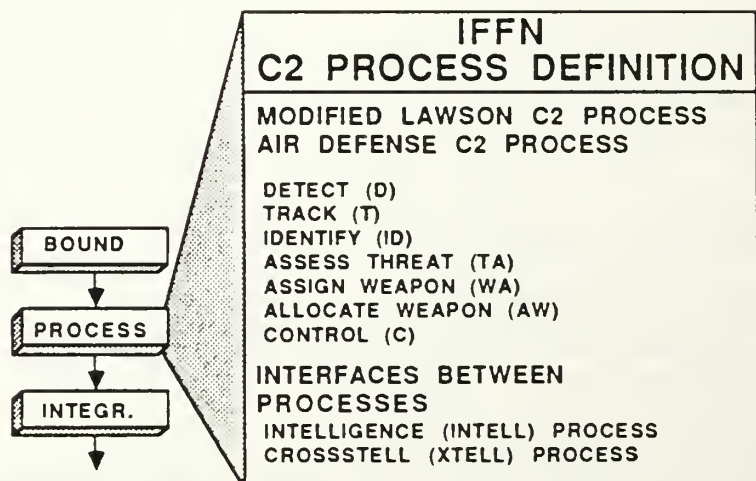 IFFN
C2 PROCESS DEFINITION
MODIFIED LAWSON C2 PROCESS
AIR DEFENSE C2 PROCESS
DETECT (D)
TRACK (T)
IDENTIFY (ID)
ASSESS THREAT (TA)
ASSIGN WEAPON (WA)
ALLOCATE WEAPON (AW)
CONTROL (C)
INTERFACES BETWEEN
PROCESSES
INTELLIGENCE (INTELL) PROCESS
CROSSSTELL (XTELL) PROCESS
BOUND
PROCESS
INTEGR.